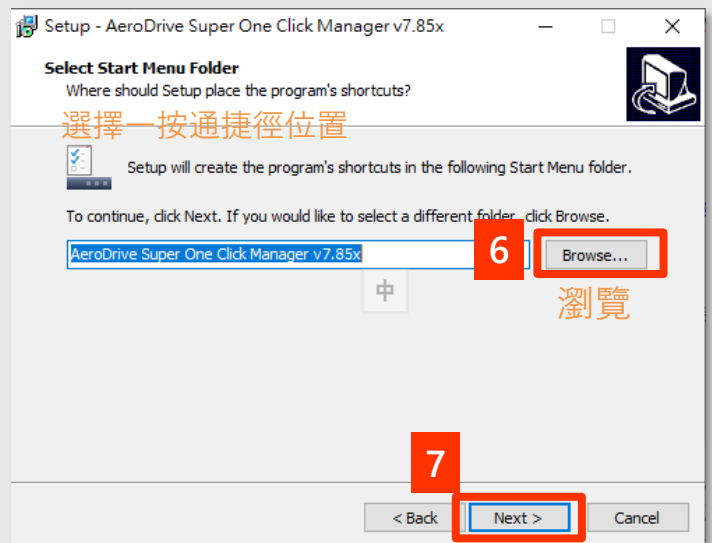 Setup - AeroDrive Super One Click Manager v7.85x
Select Start Menu Folder
Where should Setup place the program's shortcuts?
選擇一按通捷徑位置
Setup will create the program's shortcuts in the following Start Menu folder.
To continue, click Next. If you would like to select a different folder, click Browse.
AeroDrive Super One Click Manager v7.85x
6
Browse...
中
瀏覽
7
< Back
Next >
Cancel